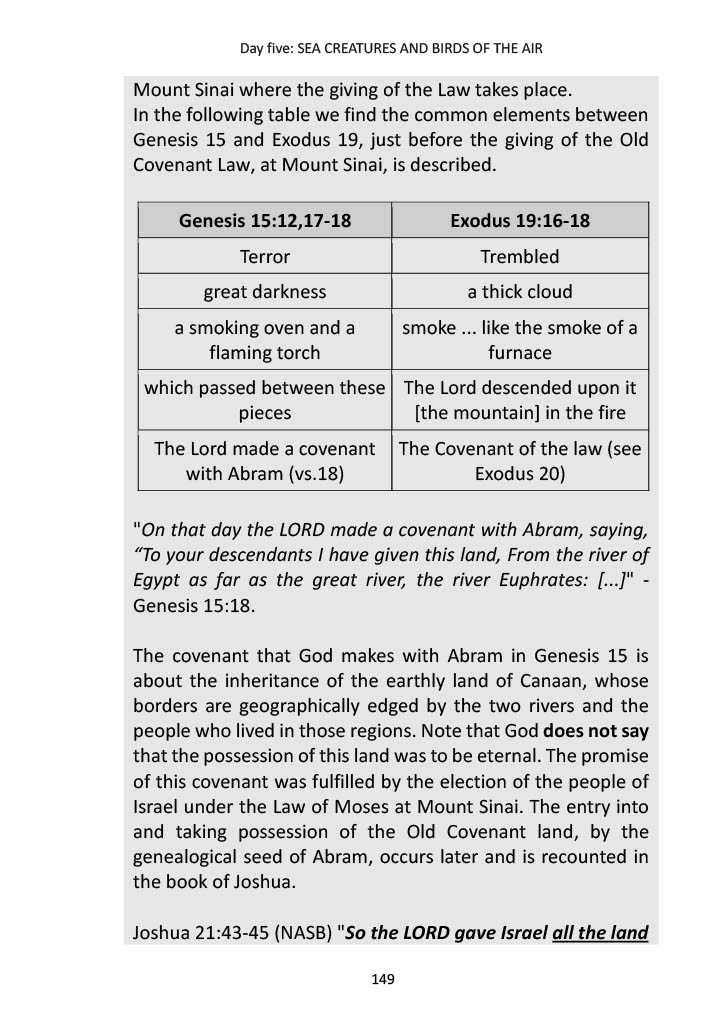 Day five: SEA CREATURES AND BIRDS OF THE AIR
Mount Sinai where the giving of the Law takes place.
In the following table we find the common elements between
Genesis 15 and Exodus 19, just before the giving of the Old
Covenant Law, at Mount Sinai, is described.
Genesis 15:12,17-18
Exodus 19:16-18
Terror
Trembled
great darkness
a thick cloud
a smoking oven and a
flaming torch
smoke ... like the smoke of a
furnace
which passed between these
pieces
The Lord descended upon it
[the mountain] in the fire
The Lord made a covenant
with Abram (vs.18)
The Covenant of the law (see
Exodus 20)
"On that day the LORD made a covenant with Abram, saying,
“To your descendants I have given this land, From the river of
Egypt as far as the great river, the river Euphrates: [...]" -
Genesis 15:18.
The covenant that God makes with Abram in Genesis 15 is
about the inheritance of the earthly land of Canaan, whose
borders are geographically edged by the two rivers and the
people who lived in those regions. Note that God does not say
that the possession of this land was to be eternal. The promise
of this covenant was fulfilled by the election of the people of
Israel under the Law of Moses at Mount Sinai. The entry into
and taking possession of the Old Covenant land, by the
genealogical seed of Abram, occurs later and is recounted in
the book of Joshua.
Joshua 21:43-45 (NASB) "So the LORD gave Israel all the land
149